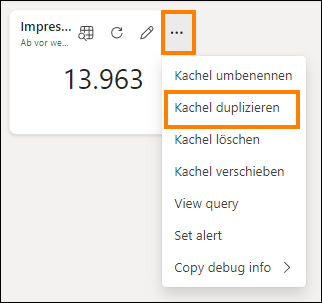 Impres...
Ab vor we...
13.963
Kachel umbenennen
Kachel duplizieren
Kachel löschen
Kachel verschieben
View query
Set alert
Copy debug info